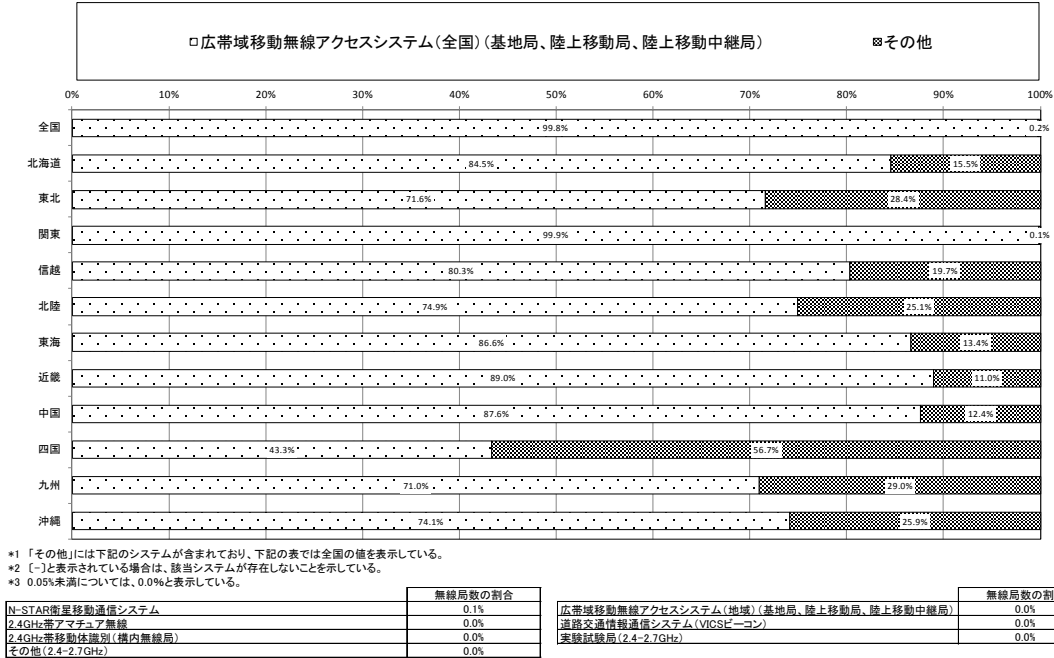 広帯域移動無線アクセスシステム（全国）（基地局、陸上移動局、陸上移動中継局） その他
0% 10% 20% 30% 40% 50% 60% 70% 80% 90% 100%
全国 99.8% 0.2%
北海道 84.5% 15.5%
東北 71.6% 28.4%
関東 99.9% 0.1%
信越 80.3% 19.7%
北陸 74.9% 25.1%
東海 86.6% 13.4%
近畿 89.0% 11.0%
中国 87.6% 12.4%
四国 43.3% 56.7%
九州 71.0% 29.0%
沖縄 74.1% 25.9%
*1 「その他」には下記のシステムが含まれており、下記の表では全国の値を表示している。
*2 ［-］と表示されている場合は、該当システムが存在しないことを示している。
*3 0.05%未満については、0.0%と表示している。
無線局数の割合
N-STAR衛星移動通信システム 0.1%
2.4GHz帯アマチュア無線 0.0%
2.4GHz帯移動体識別（構内無線局） 0.0%
その他（2.4-2.7GHz） 0.0%
無線局数の割
広帯域移動無線アクセスシステム（地域）（基地局、陸上移動局、陸上移動中継局） 0.0%
道路交通情報通信システム（VICSビーコン） 0.0%
実験試験局（2.4-2.7GHz） 0.0%